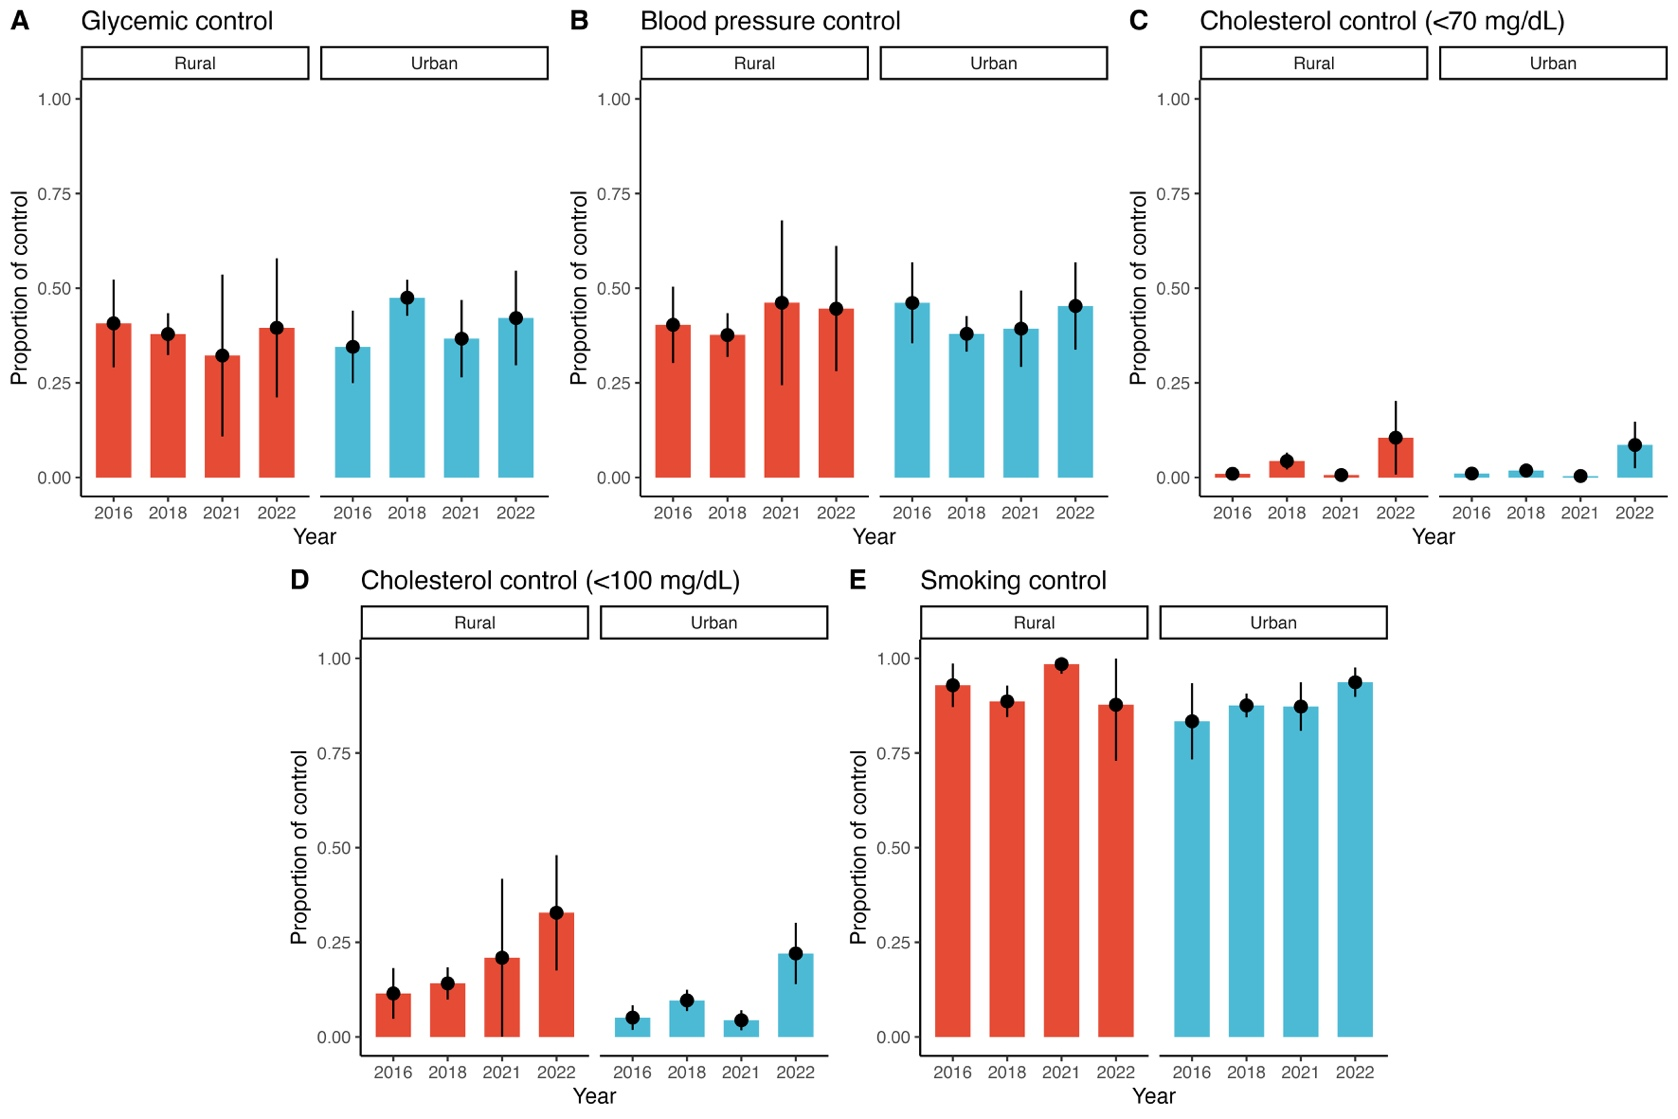 A Glycemic control
Rural Urban
1.00
0.75
0.50
0.25
0.00
Proportion of control
2016 2018 2021 2022 2016 2018 2021 2022
Year
B Blood pressure control
Rural Urban
1.00
0.75
0.50
0.25
0.00
Proportion of control
2016 2018 2021 2022 2016 2018 2021 2022
Year
C Cholesterol control (<70 mg/dL)
Rural Urban
1.00
0.75
0.50
0.25
0.00
Proportion of control
2016 2018 2021 2022 2016 2018 2021 2022
Year
D Cholesterol control (<100 mg/dL)
Rural Urban
1.00
0.75
0.50
0.25
0.00
Proportion of control
2016 2018 2021 2022 2016 2018 2021 2022
Year
E Smoking control
Rural Urban
1.00
0.75
0.50
0.25
0.00
Proportion of control
2016 2018 2021 2022 2016 2018 2021 2022
Year